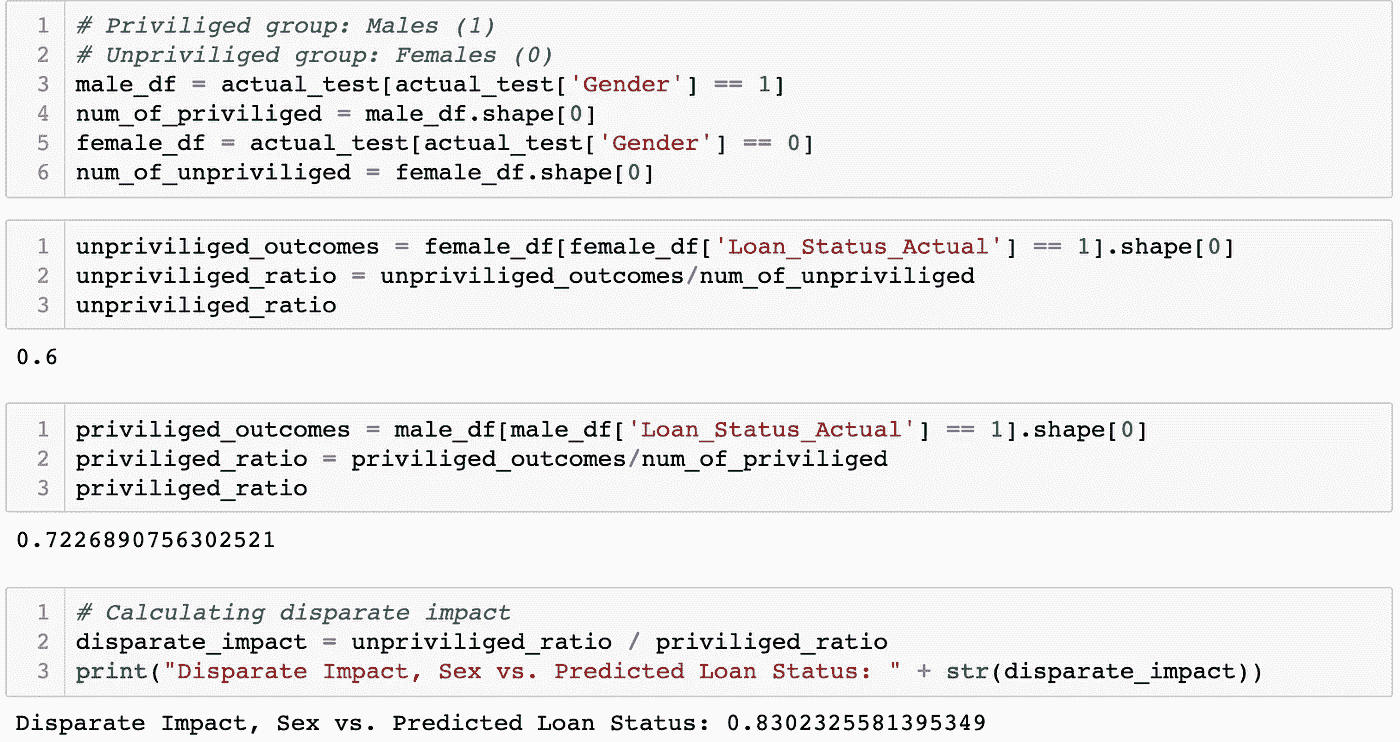 1 # Priviliged group: Males (1)
2 # Unpriviliged group: Females (0)
3 male_df = actual_test[actual_test['Gender'] == 1]
4 num_of_priviliged = male_df.shape[0]
5 female_df = actual_test[actual_test['Gender'] == 0]
6 num_of_unpriviliged = female_df.shape[0]
1 unpriviliged_outcomes = female_df[female_df['Loan_Status_Actual'] == 1].shape[0]
2 unpriviliged_ratio = unpriviliged_outcomes/num_of_unpriviliged
3 unpriviliged_ratio
0.6
1 priviliged_outcomes = male_df[male_df['Loan_Status_Actual'] == 1].shape[0]
2 priviliged_ratio = priviliged_outcomes/num_of_priviliged
3 priviliged_ratio
0.7226890756302521
1 # Calculating disparate impact
2 disparate_impact = unpriviliged_ratio / priviliged_ratio
3 print("Disparate Impact, Sex vs. Predicted Loan Status: " + str(disparate_impact))
Disparate Impact, Sex vs. Predicted Loan Status: 0.8302325581395349